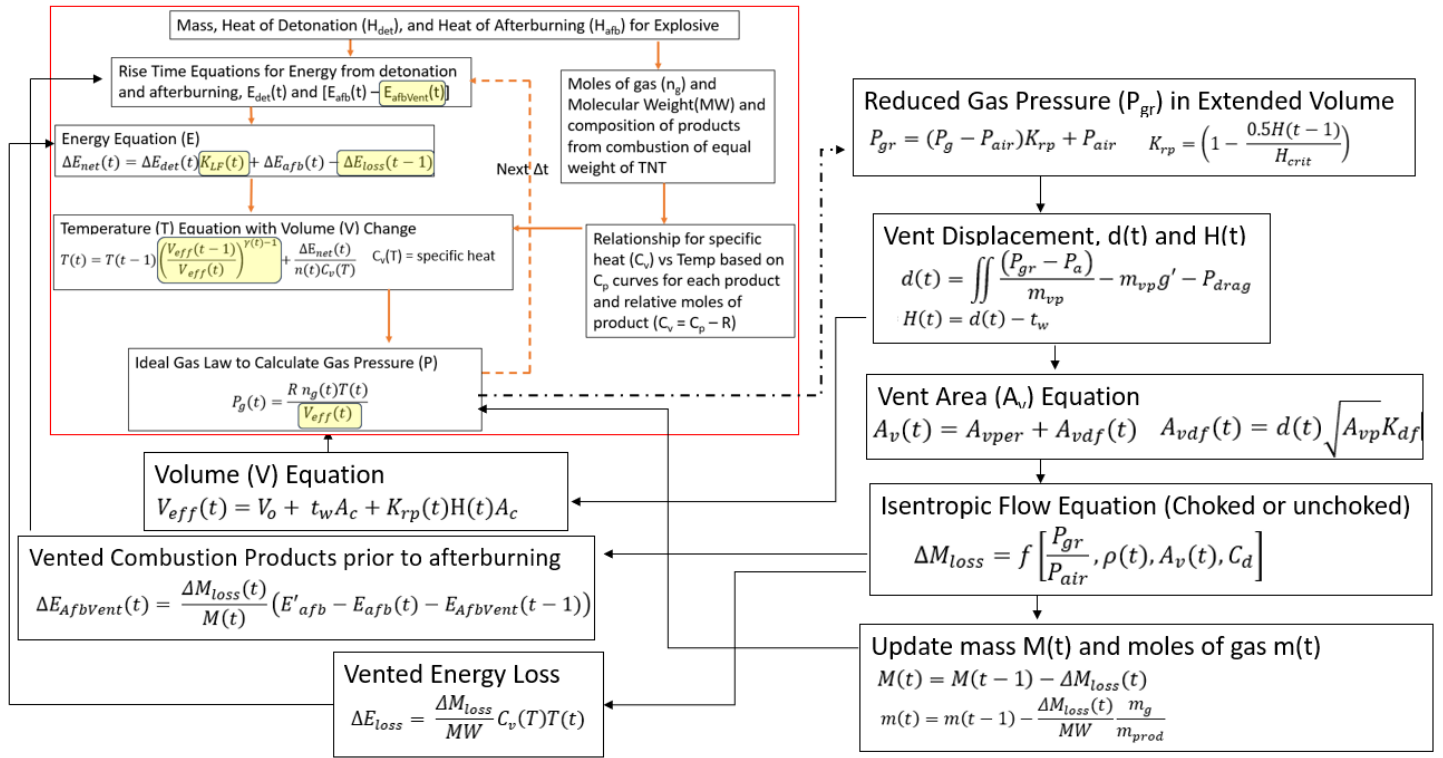 Mass, Heat of Detonation (H_det), and Heat of Afterburning (H_afb) for Explosive
Rise Time Equations for Energy from detonation
and afterburning, E_det(t) and [E_afb(t) – E_afbVent(t)]
Energy Equation (E)
ΔE_net(t) = ΔE_det(t)K_LF(t) + ΔE_afb(t) − ΔE_loss(t − 1)
Moles of gas (n_g) and
Molecular Weight(MW) and
composition of products
from combustion of equal
weight of TNT
Next Δt
Temperature (T) Equation with Volume (V) Change
T(t) = T(t − 1)(V_eff(t − 1)/V_eff(t))^(γ(t)−1) + ΔE_net(t)/(n(t)C_v(T)) C_v(T) = specific heat
Relationship for specific
heat (C_v) vs Temp based on
C_p curves for each product
and relative moles of
product (C_v = C_p – R)
Ideal Gas Law to Calculate Gas Pressure (P)
P_g(t) = R n_g(t)T(t)/V_eff(t)
Reduced Gas Pressure (P_gr) in Extended Volume
P_gr = (P_g − P_air)K_rp + P_air K_rp = (1 − 0.5H(t − 1)/H_crit)
Vent Displacement, d(t) and H(t)
d(t) = ∬ (P_gr − P_a)/m_vp − m_vp g′ − P_drag
H(t) = d(t) − t_w
Vent Area (A_v) Equation
A_v(t) = A_vper + A_vdf(t) A_vdf(t) = d(t)√A_vp K_df
Isentropic Flow Equation (Choked or unchoked)
ΔM_loss = f[P_gr/P_air, ρ(t), A_v(t), C_d]
Update mass M(t) and moles of gas m(t)
M(t) = M(t − 1) − ΔM_loss(t)
m(t) = m(t − 1) − ΔM_loss(t)/MW m_g/m_prod
Volume (V) Equation
V_eff(t) = V_o + t_w A_c + K_rp(t)H(t)A_c
Vented Combustion Products prior to afterburning
ΔE_AfbVent(t) = ΔM_loss(t)/M(t) (E′_afb − E_afb(t) − E_AfbVent(t − 1))
Vented Energy Loss
ΔE_loss = ΔM_loss/MW C_v(T)T(t)